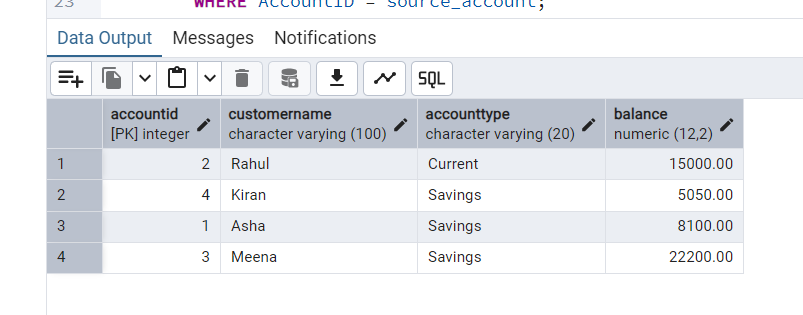 23 WHERE AccountID = source_account;
Data Output Messages Notifications
SQL
accountid customername accounttype balance
[PK] integer character varying (100) character varying (20) numeric (12,2)
1 2 Rahul Current 15000.00
2 4 Kiran Savings 5050.00
3 1 Asha Savings 8100.00
4 3 Meena Savings 22200.00